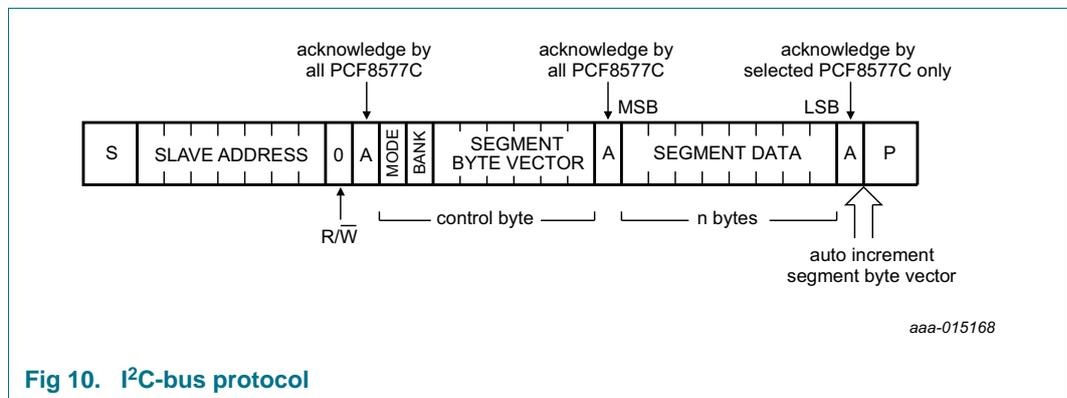 acknowledge by
all PCF8577C
acknowledge by
all PCF8577C
acknowledge by
selected PCF8577C only
MSB
LSB
S
SLAVE ADDRESS
0
A
MODE
BANK
SEGMENT
BYTE VECTOR
A
SEGMENT DATA
A
P
R/W̅
control byte
n bytes
auto increment
segment byte vector
aaa-015168
Fig 10. I²C-bus protocol